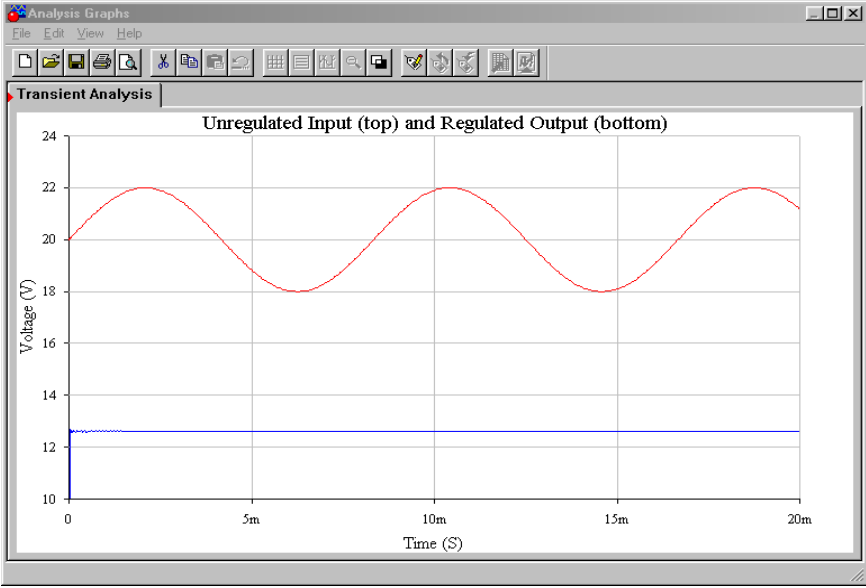 Analysis Graphs
File Edit View Help
Transient Analysis
Unregulated Input (top) and Regulated Output (bottom)
24
22
20
18
16
14
12
10
Voltage (V)
0 5m 10m 15m 20m
Time (S)